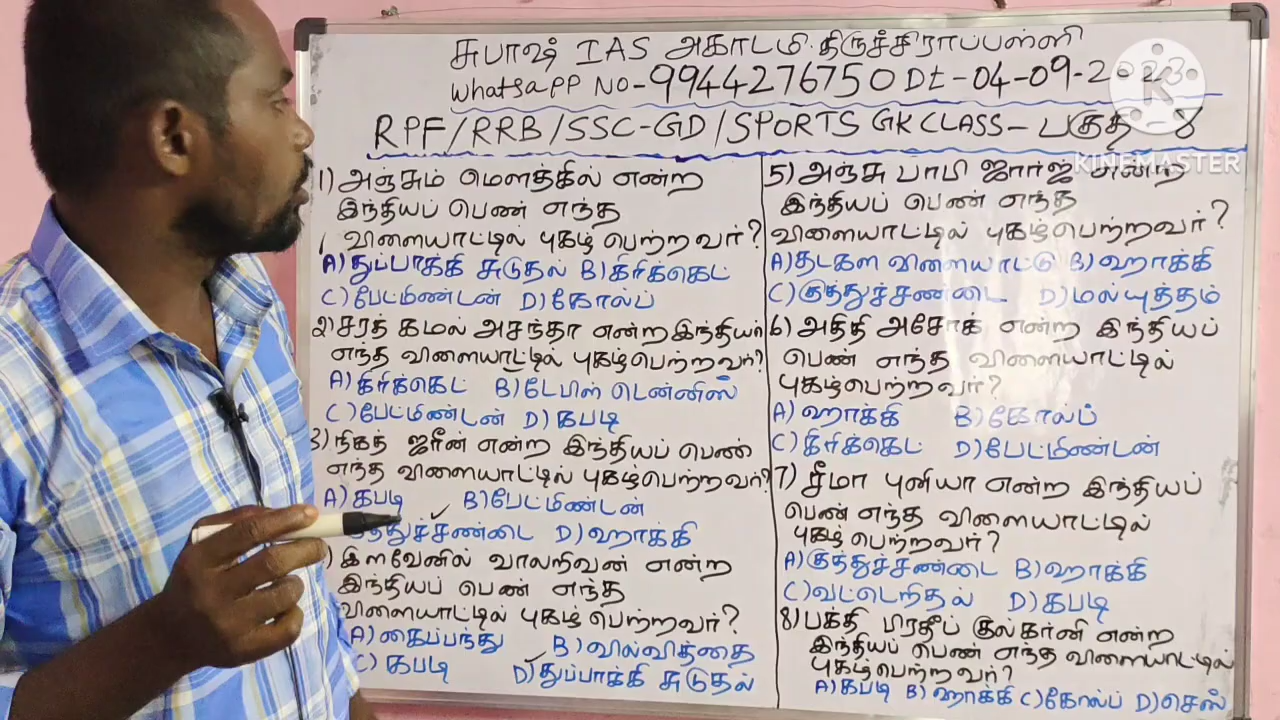 சுபாஷ் IAS அகாடமி திருச்சிராப்பள்ளி
WhatsaPP NO-9944276750 Dt-04-09-2023
RPF/RRB/SSC-GD/SPORTS GK CLASS- பகுதி-8
KINEMASTER
1) அஞ்சும் மௌத்கில் என்ற
இந்தியப் பெண் எந்த
விளையாட்டில் புகழ் பெற்றவர்?
A) துப்பாக்கி சுடுதல் B) கிரிக்கெட்
C) பேட்மிண்டன் D) கோல்ப்
2) சரத் கமல் அசந்தா என்ற இந்தியர்
எந்த விளையாட்டில் புகழ்பெற்றவர்?
A) கிரிக்கெட் B) டேபிள் டென்னிஸ்
C) பேட்மிண்டன் D) கபடி
3) நிகத் ஜரீன் என்ற இந்தியப் பெண்
எந்த விளையாட்டில் புகழ்பெற்றவர்?
A) கபடி B) பேட்மிண்டன்
குத்துச்சண்டை D) ஹாக்கி
) இளவேனில் வாலறிவன் என்ற
இந்தியப் பெண் எந்த
விளையாட்டில் புகழ் பெற்றவர்?
A) கைப்பந்து B) வில்வித்தை
C) கபடி D) துப்பாக்கி சுடுதல்
5) அஞ்சு பாபி ஜார்ஜ் என்ற
இந்தியப் பெண் எந்த
விளையாட்டில் புகழ்பெற்றவர்?
A) தடகள விளையாட்டு B) ஹாக்கி
C) குத்துச்சண்டை D) மல்யுத்தம்
6) அதிதி அசோக் என்ற இந்தியப்
பெண் எந்த விளையாட்டில்
புகழ்பெற்றவர்?
A) ஹாக்கி B) கோல்ப்
C) கிரிக்கெட் D) பேட்மிண்டன்
7) சீமா புனியா என்ற இந்தியப்
பெண் எந்த விளையாட்டில்
புகழ் பெற்றவர்?
A) குத்துச்சண்டை B) ஹாக்கி
C) வட்டெறிதல் D) கபடி
8) பக்தி பிரதீப் குல்கர்னி என்ற
இந்தியப் பெண் எந்த விளையாட்டில்
புகழ்பெற்றவர்?
A) கபடி B) ஹாக்கி C) கோல்ப் D) செஸ்